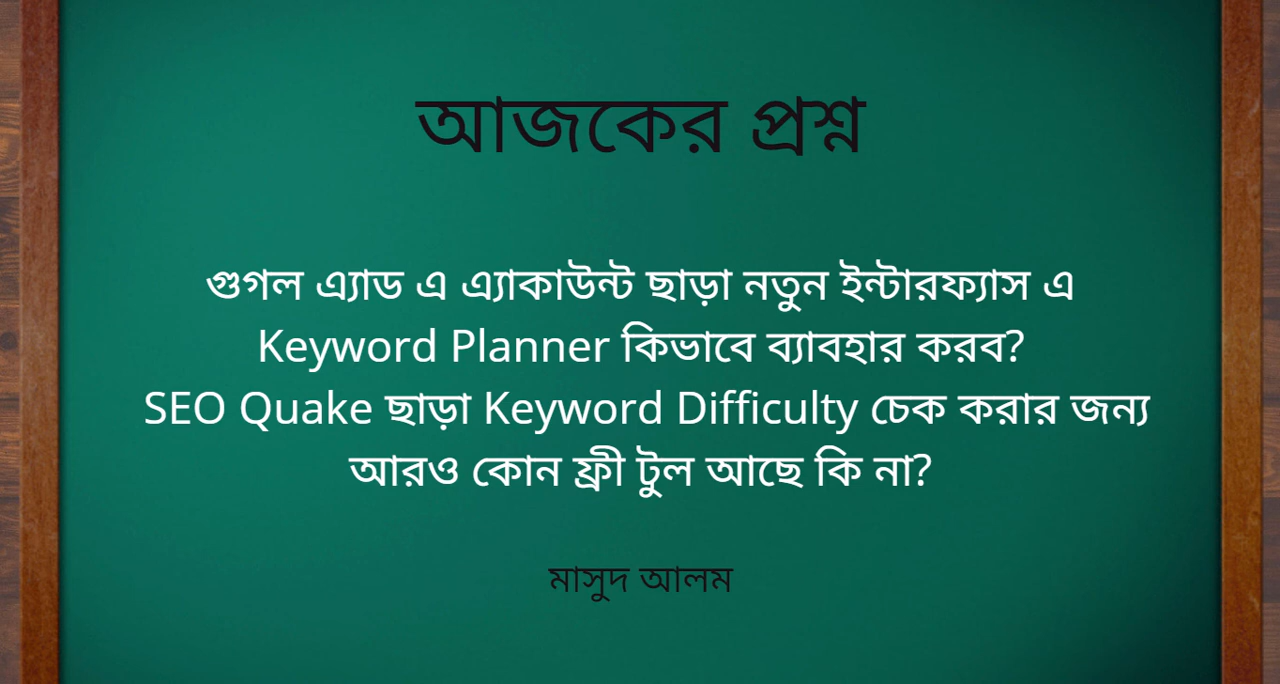 আজকের প্রশ্ন
গুগল এ্যাড এ এ্যাকাউন্ট ছাড়া নতুন ইন্টারফ্যাস এ
Keyword Planner কিভাবে ব্যাবহার করব?
SEO Quake ছাড়া Keyword Difficulty চেক করার জন্য
আরও কোন ফ্রী টুল আছে কি না?
মাসুদ আলম